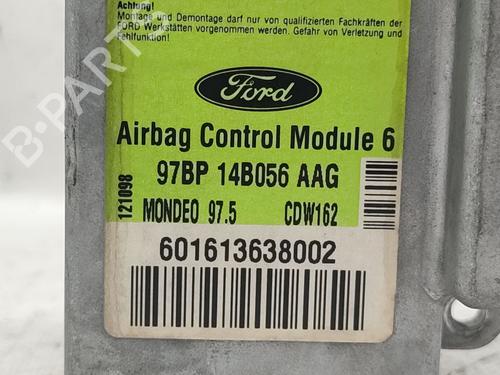 Achtung!
Montage und Demontage darf nur von qualifizierten Fachkräften der
FORD Werkstätten vorgenommen werden. Gefahr von Verletzung und
Fehlfunktion!
Ford
Airbag Control Module 6
97BP 14B056 AAG
121098
MONDEO 97.5 CDW162
601613638002
B-PARTS